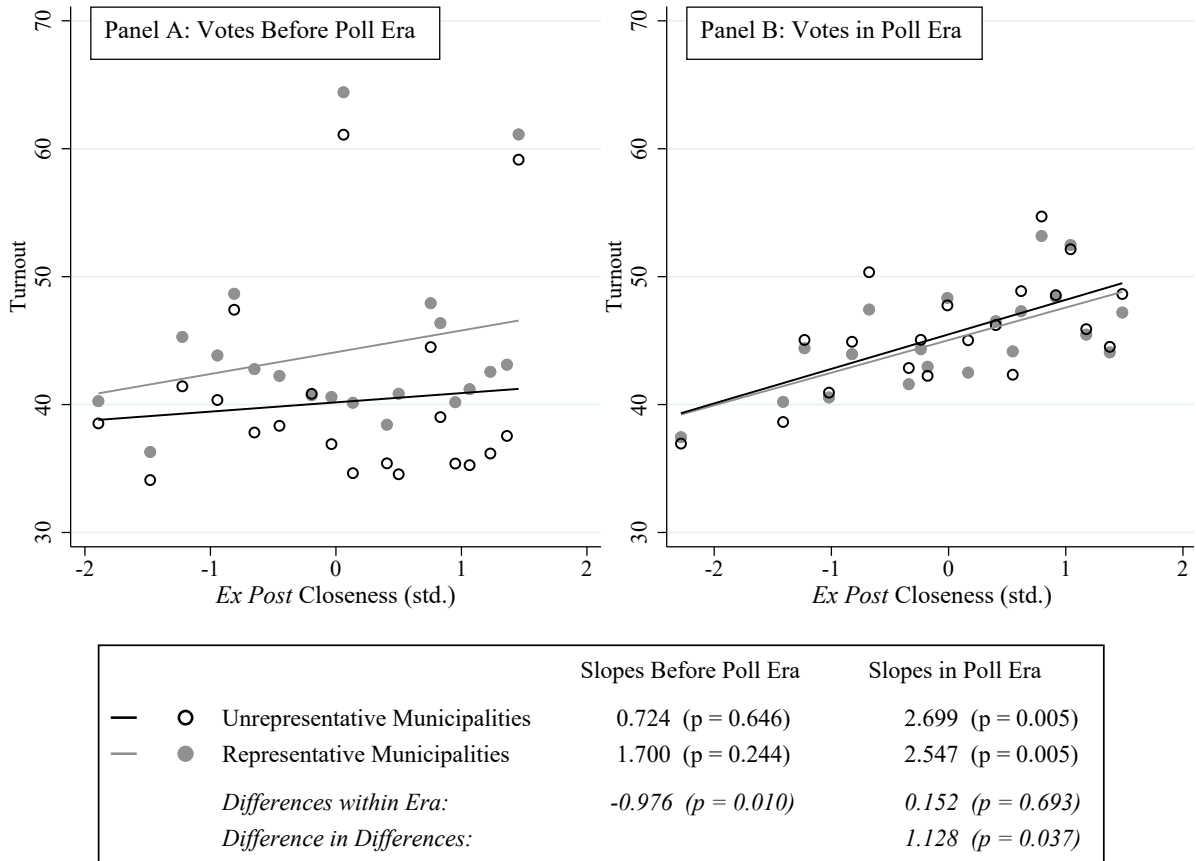 Panel A: Votes Before Poll Era
70
60
50
40
30
Turnout
-2 -1 0 1 2
Ex Post Closeness (std.)
Panel B: Votes in Poll Era
70
60
50
40
30
Turnout
-2 -1 0 1 2
Ex Post Closeness (std.)
Slopes Before Poll Era Slopes in Poll Era
Unrepresentative Municipalities 0.724 (p = 0.646) 2.699 (p = 0.005)
Representative Municipalities 1.700 (p = 0.244) 2.547 (p = 0.005)
Differences within Era: -0.976 (p = 0.010) 0.152 (p = 0.693)
Difference in Differences: 1.128 (p = 0.037)